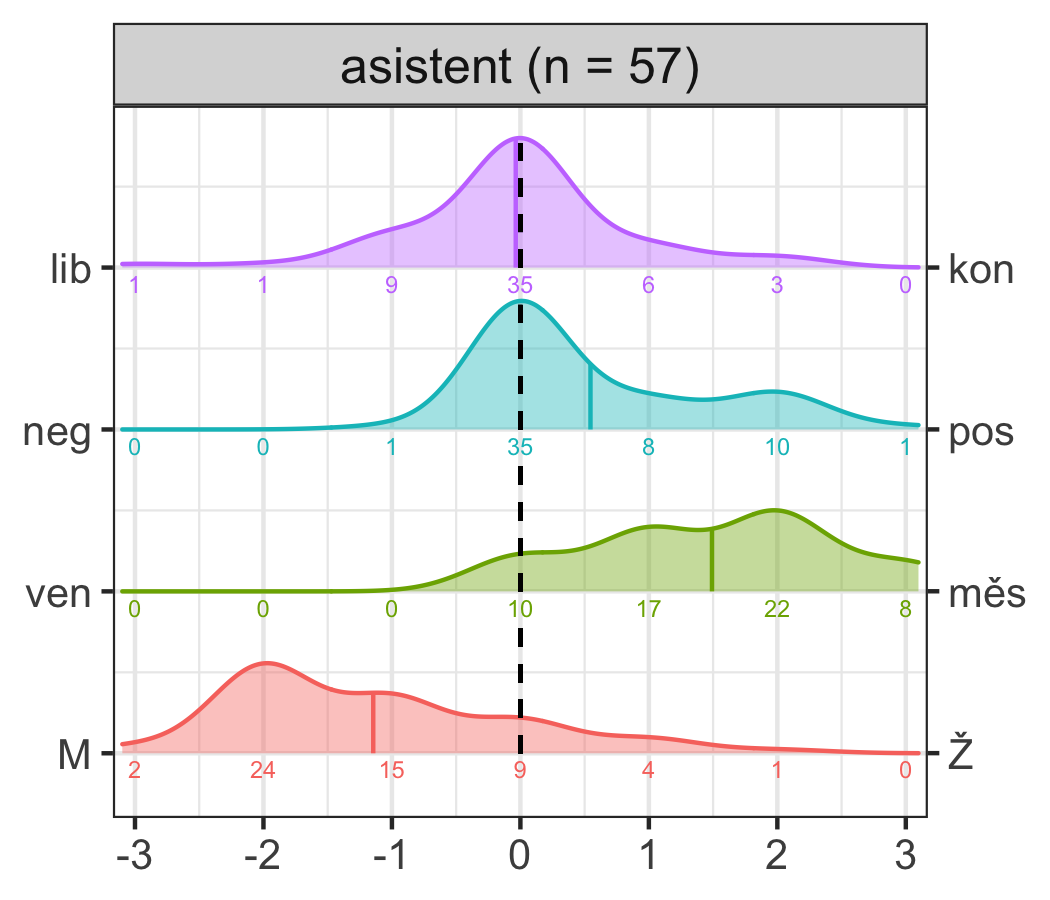 asistent (n = 57)
lib kon
1 1 9 35 6 3 0
neg pos
0 0 1 35 8 10 1
ven měs
0 0 0 10 17 22 8
M Ž
2 24 15 9 4 1 0
-3 -2 -1 0 1 2 3